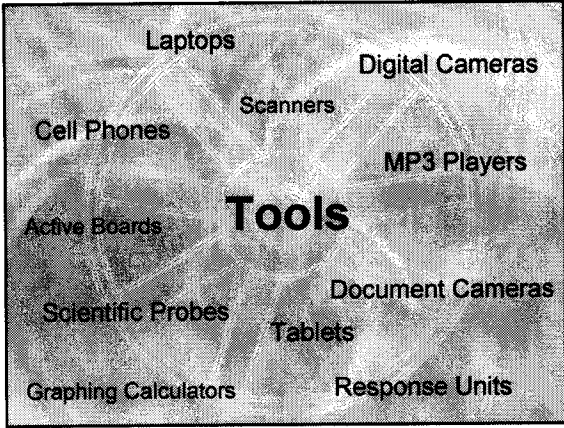 Laptops
Digital Cameras
Scanners
Cell Phones
MP3 Players
Tools
Active Boards
Document Cameras
Scientific Probes
Tablets
Graphing Calculators
Response Units